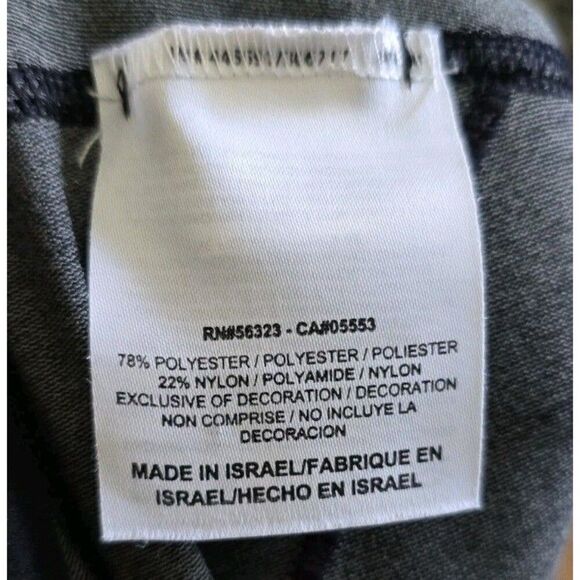 RN#56323 - CA#05553
78% POLYESTER / POLYESTER / POLIESTER
22% NYLON / POLYAMIDE / NYLON
EXCLUSIVE OF DECORATION / DECORATION
NON COMPRISE / NO INCLUYE LA
DECORACION
MADE IN ISRAEL/FABRIQUE EN
ISRAEL/HECHO EN ISRAEL